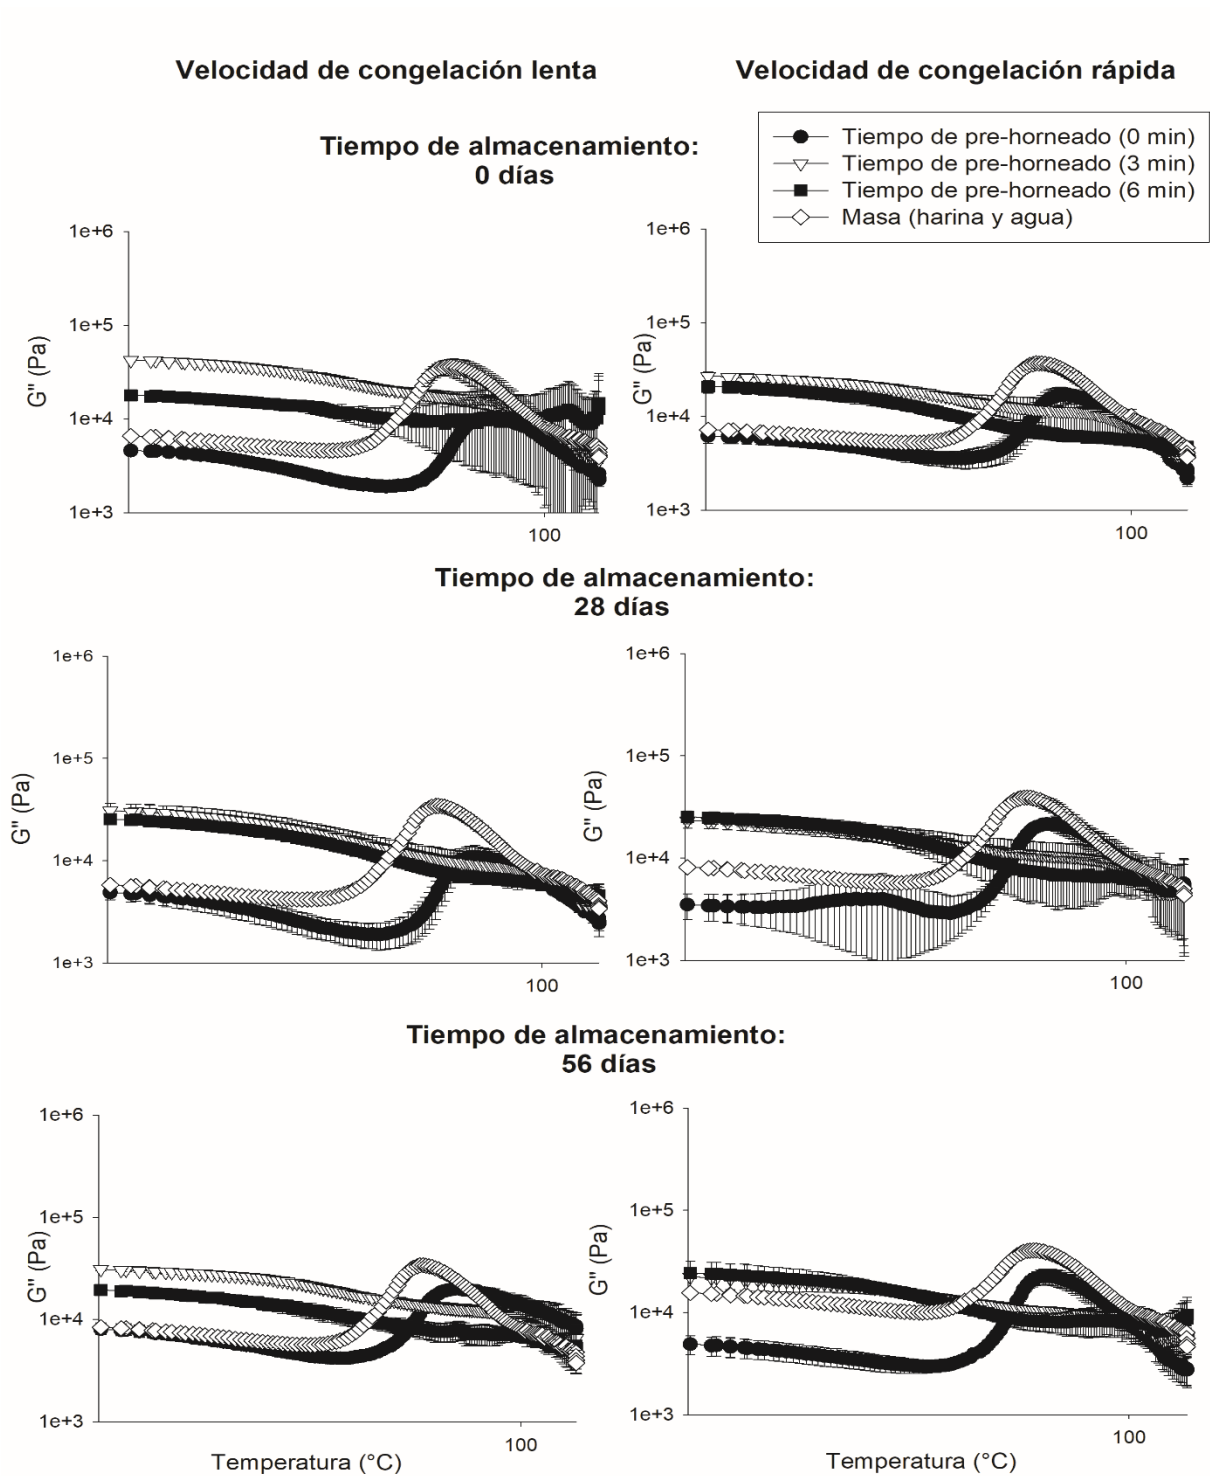 Velocidad de congelación lenta
Velocidad de congelación rápida
Tiempo de almacenamiento:
0 días
Tiempo de pre-horneado (0 min)
Tiempo de pre-horneado (3 min)
Tiempo de pre-horneado (6 min)
Masa (harina y agua)
1e+6
1e+5
1e+4
1e+3
G" (Pa)
100
1e+6
1e+5
1e+4
1e+3
G" (Pa)
100
Tiempo de almacenamiento:
28 días
1e+6
1e+5
1e+4
1e+3
G" (Pa)
100
1e+6
1e+5
1e+4
1e+3
G" (Pa)
100
Tiempo de almacenamiento:
56 días
1e+6
1e+5
1e+4
1e+3
G" (Pa)
100
Temperatura (°C)
1e+6
1e+5
1e+4
1e+3
G" (Pa)
100
Temperatura (°C)